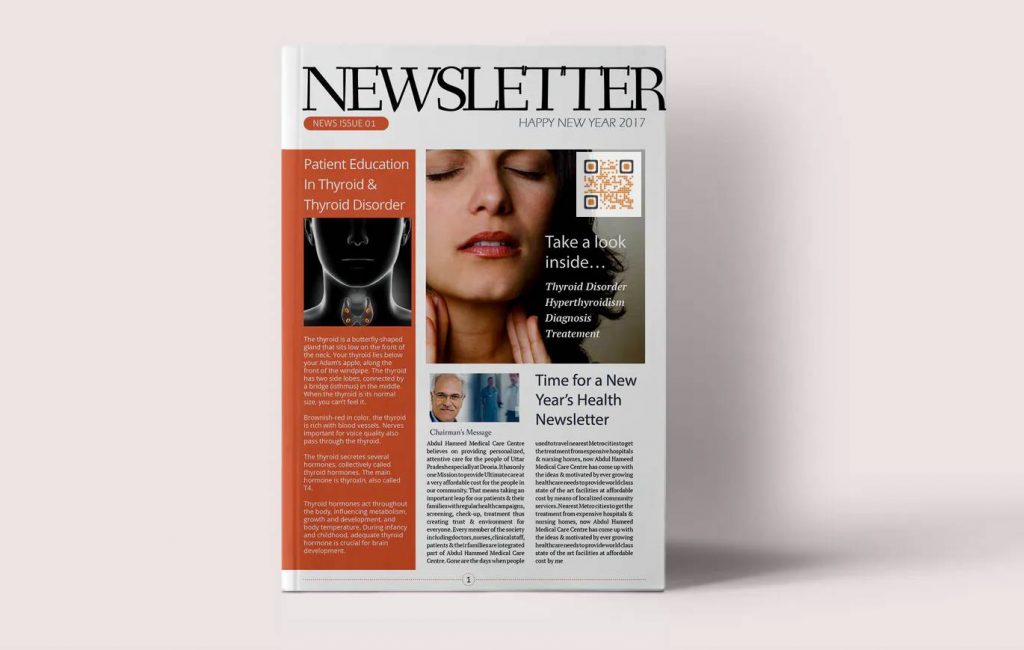 NEWSLETTER
NEWS ISSUE 01
HAPPY NEW YEAR 2017
Patient Education
In Thyroid &
Thyroid Disorder
The thyroid is a butterfly-shaped
gland that sits low on the front of
the neck. Your thyroid lies below
your Adam's apple, along the
front of the windpipe. The thyroid
has two side lobes, connected by
a bridge (isthmus) in the middle.
When the thyroid is its normal
size, you can't feel it.
Brownish-red in color, the thyroid
is rich with blood vessels. Nerves
important for voice quality also
pass through the thyroid.
The thyroid secretes several
hormones, collectively called
thyroid hormones. The main
hormone is thyroxin, also called
T4.
Thyroid hormones act throughout
the body, influencing metabolism,
growth and development, and
body temperature. During infancy
and childhood, adequate thyroid
hormone is crucial for brain
development.
Take a look
inside...
Thyroid Disorder
Hyperthyroidism
Diagnosis
Treatement
Chairman's Message
Abdul Hameed Medical Care Centre
believes on providing personalized,
attentive care for the people of Uttar
Pradesh especially at Deoria. It has only
one Mission to provide Ultimate care at
a very affordable cost for the people in
our community. That means taking an
important leap for our patients & their
families with regular health campaigns,
screening, check-up, treatment thus
creating trust & environment for
everyone. Every member of the society
including doctors, nurses, clinical staff,
patients & their families are integrated
part of Abdul Hammed Medical Care
Centre. Gone are the days when people
Time for a New
Year's Health
Newsletter
used to travel nearest Metro cities to get
the treatment from expensive hospitals
& nursing homes, now Abdul Hameed
Medical Care Centre has come up with
the ideas & motivated by ever growing
healthcare needs to provide world class
state of the art facilities at affordable
cost by means of localized community
services. Nearest Metro cities to get the
treatment from expensive hospitals &
nursing homes, now Abdul Hameed
Medical Care Centre has come up with
the ideas & motivated by ever growing
healthcare needs to provide world class
state of the art facilities at affordable
cost by me
1